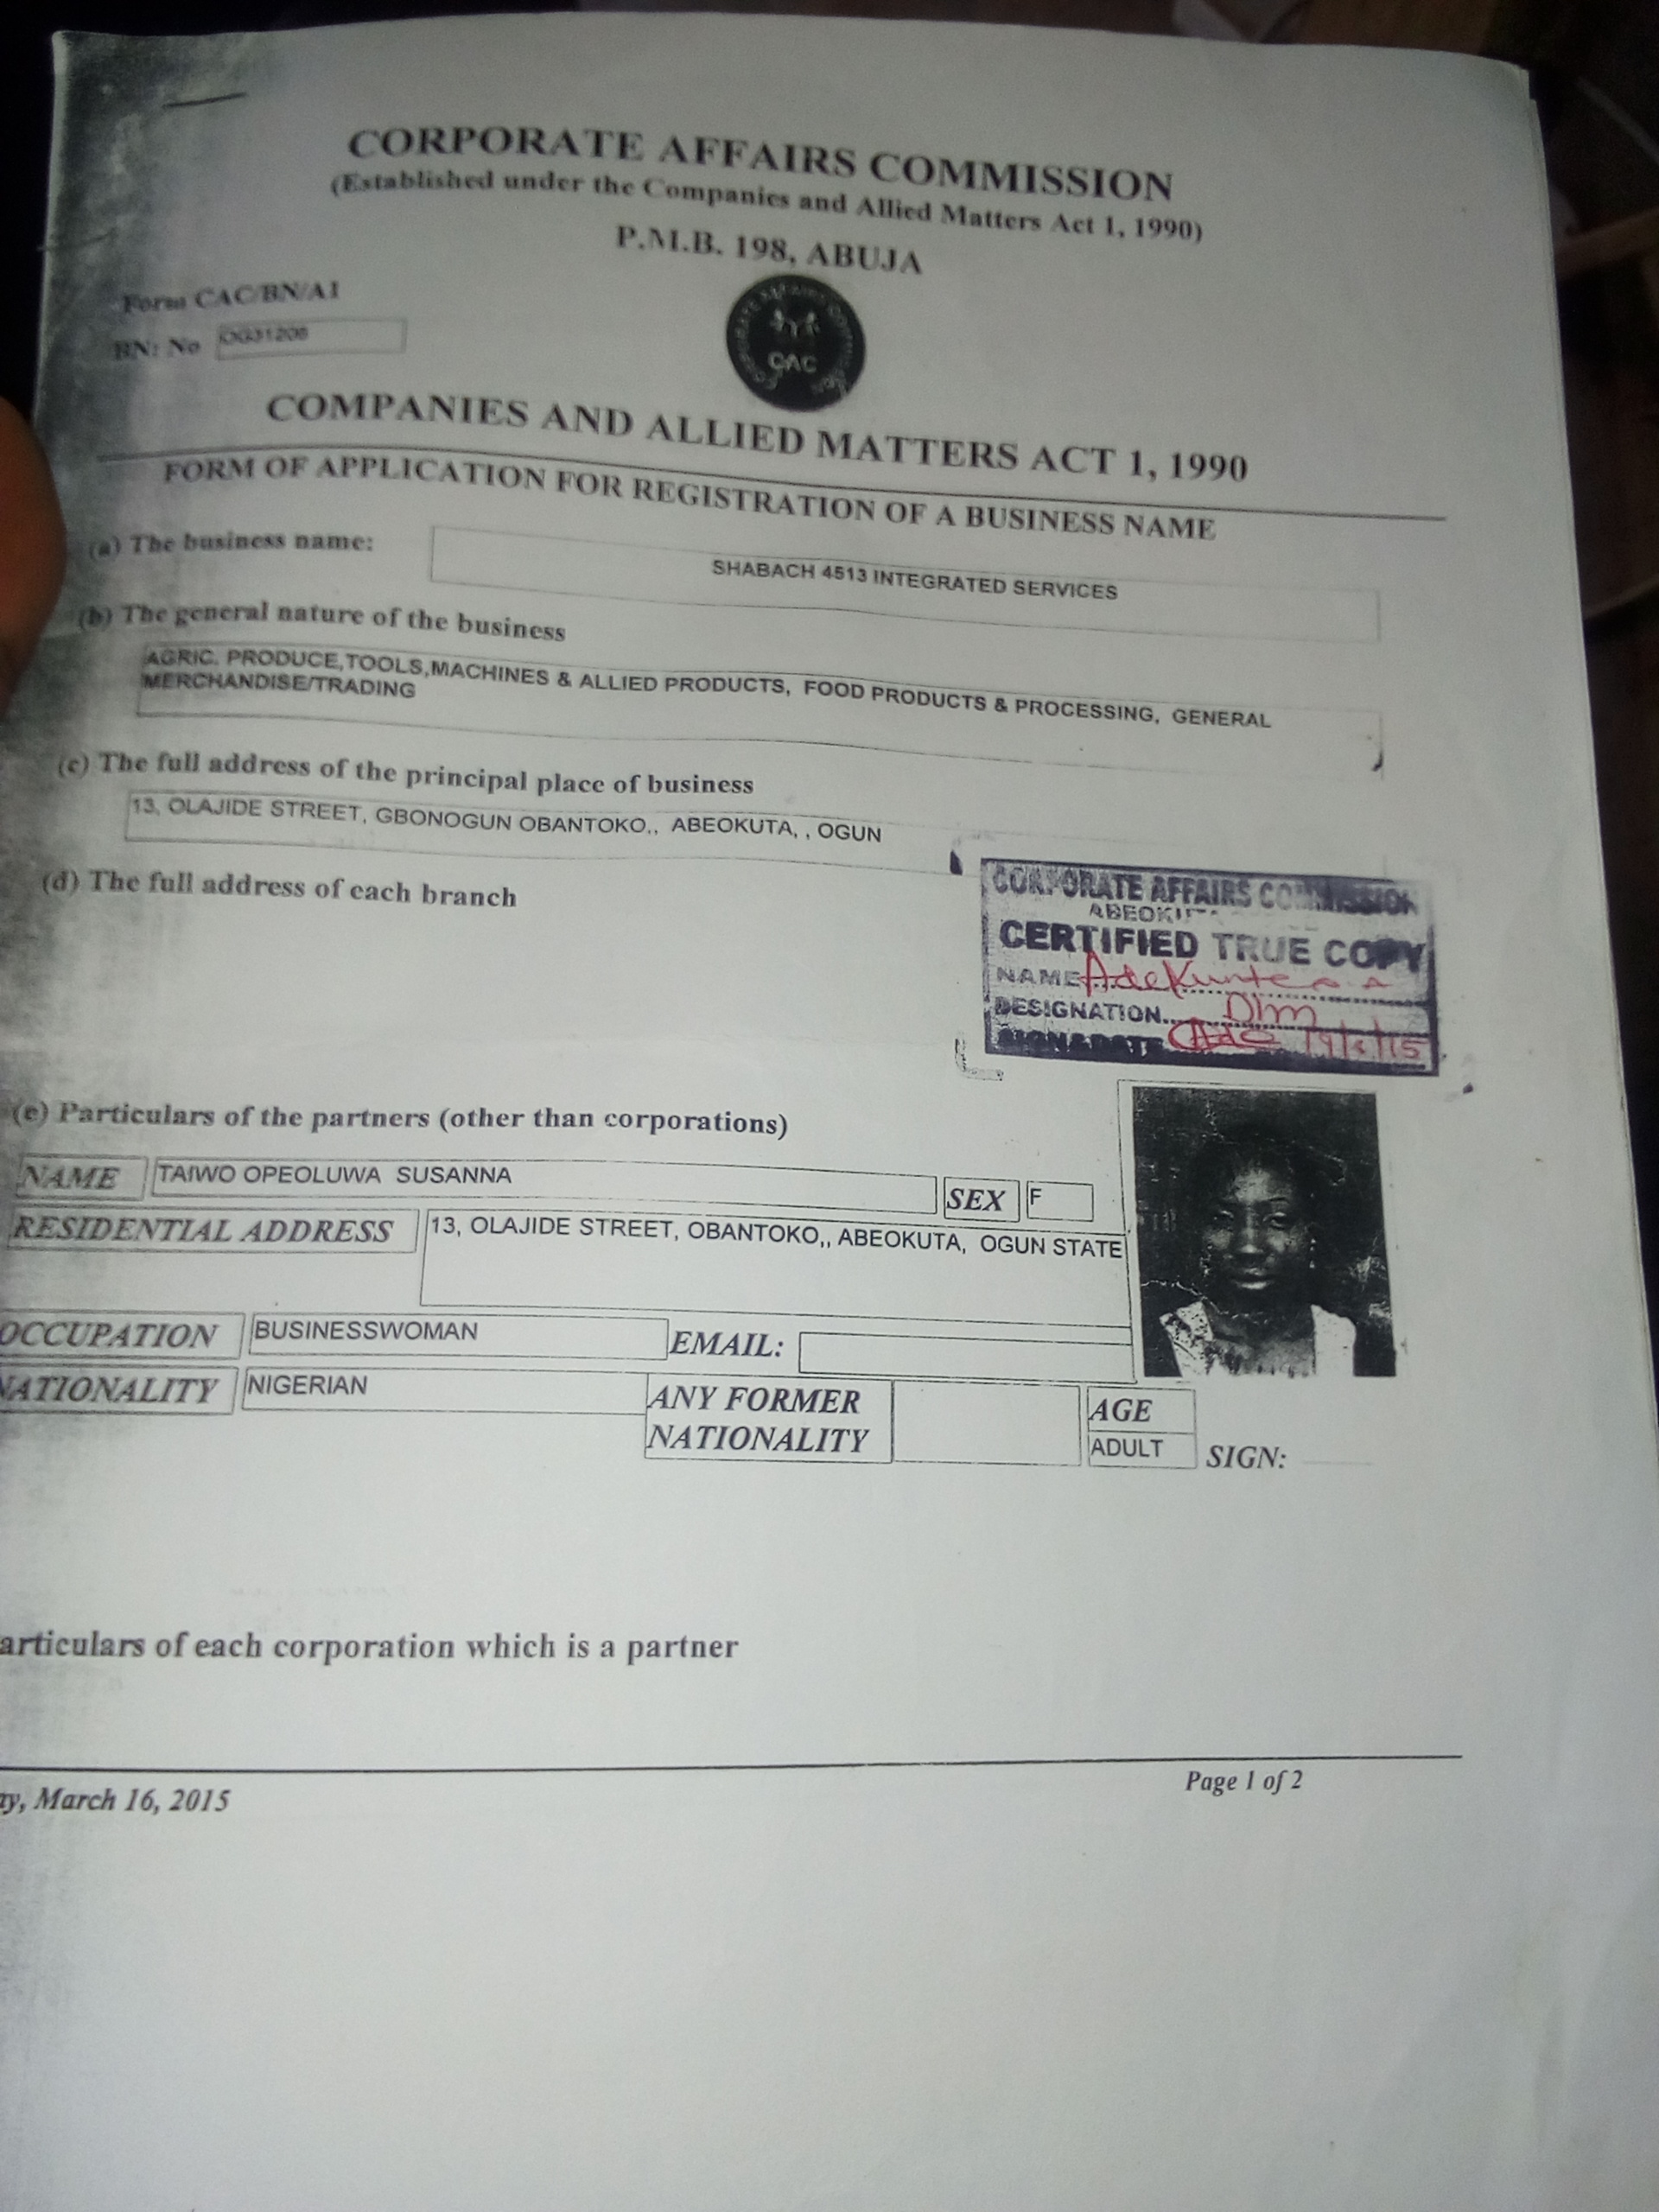 CORPORATE AFFAIRS COMMISSION
(Established under the Companies and Allied Matters Act 1, 1990)
P.M.B. 198, ABUJA
Form CAC/BN/A1
BN: No OG31208
CAC
COMPANIES AND ALLIED MATTERS ACT 1, 1990
FORM OF APPLICATION FOR REGISTRATION OF A BUSINESS NAME
(a) The business name:
SHABACH 4513 INTEGRATED SERVICES
(b) The general nature of the business
AGRIC. PRODUCE,TOOLS,MACHINES & ALLIED PRODUCTS, FOOD PRODUCTS & PROCESSING, GENERAL
MERCHANDISE/TRADING
(c) The full address of the principal place of business
13, OLAJIDE STREET, GBONOGUN OBANTOKO,, ABEOKUTA, , OGUN
(d) The full address of each branch
CORPORATE AFFAIRS COMMISSION
ABEOKUTA
CERTIFIED TRUE COPY
NAME Adekunle
DESIGNATION
SIGN & DATE
(e) Particulars of the partners (other than corporations)
NAME TAIWO OPEOLUWA SUSANNA SEX F
RESIDENTIAL ADDRESS 13, OLAJIDE STREET, OBANTOKO,, ABEOKUTA, OGUN STATE
OCCUPATION BUSINESSWOMAN EMAIL:
NATIONALITY NIGERIAN ANY FORMER NATIONALITY AGE
ADULT SIGN:
articulars of each corporation which is a partner
ay, March 16, 2015
Page 1 of 2